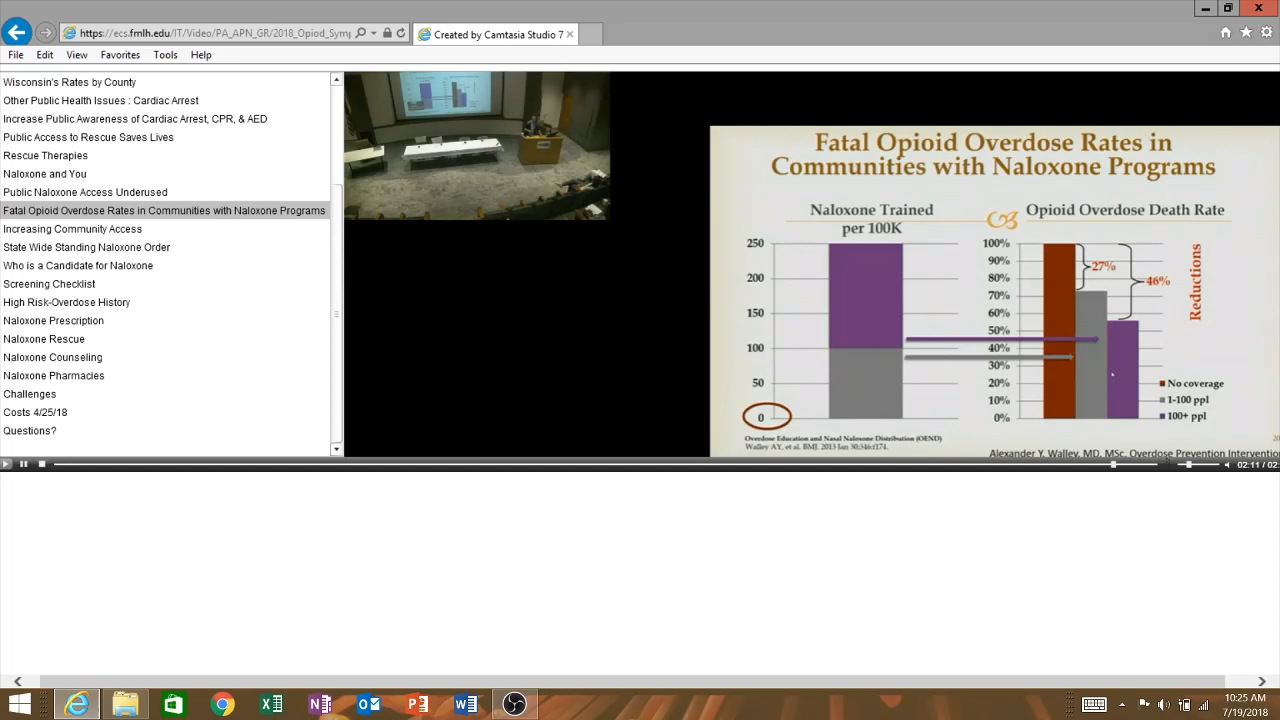 https://ecs.fmlh.edu/IT/Video/PA_APN_GR/2018_Opiod_Sym
Created by Camtasia Studio 7
File Edit View Favorites Tools Help
Wisconsin's Rates by County
Other Public Health Issues : Cardiac Arrest
Increase Public Awareness of Cardiac Arrest, CPR, & AED
Public Access to Rescue Saves Lives
Rescue Therapies
Naloxone and You
Public Naloxone Access Underused
Fatal Opioid Overdose Rates in Communities with Naloxone Programs
Increasing Community Access
State Wide Standing Naloxone Order
Who is a Candidate for Naloxone
Screening Checklist
High Risk-Overdose History
Naloxone Prescription
Naloxone Rescue
Naloxone Counseling
Naloxone Pharmacies
Challenges
Costs 4/25/18
Questions?
Fatal Opioid Overdose Rates in
Communities with Naloxone Programs
Naloxone Trained
per 100K
250
200
150
100
50
0
Opioid Overdose Death Rate
100%
90%
80%
70%
60%
50%
40%
30%
20%
10%
0%
27%
46%
Reductions
No coverage
1-100 ppl
100+ ppl
Overdose Education and Nasal Naloxone Distribution (OEND)
Walley AY, et al. BMJ. 2013 Jan 30;346:f174.
20
Alexander Y. Walley, MD, MSc, Overdose Prevention Interventio
02:11 / 02:
10:25 AM
7/19/2018